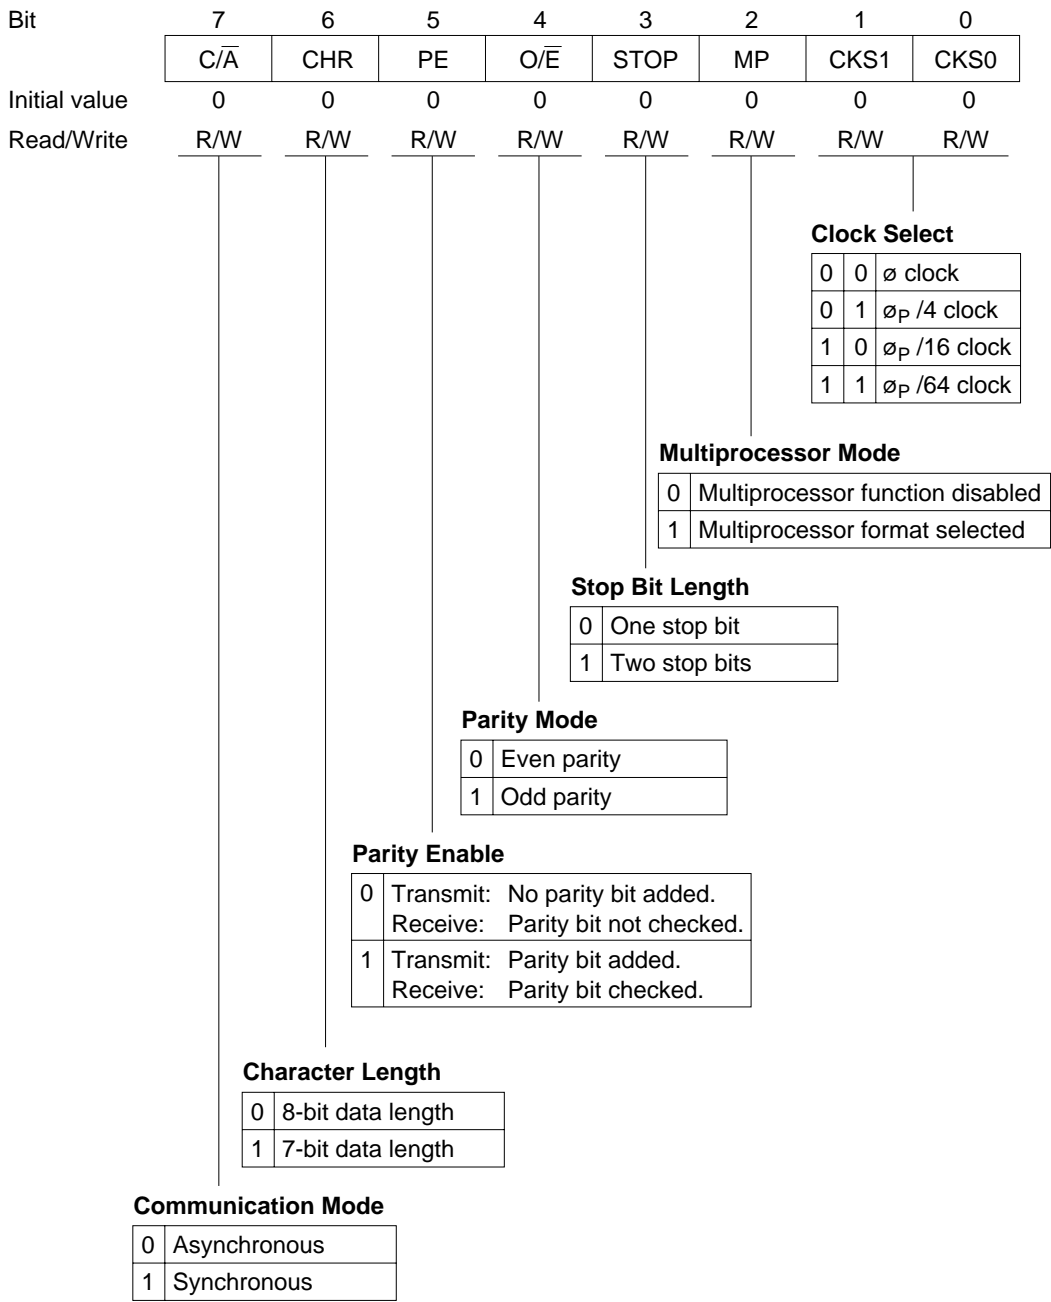 Bit 7 6 5 4 3 2 1 0
C/A̅ CHR PE O/E̅ STOP MP CKS1 CKS0
Initial value 0 0 0 0 0 0 0 0
Read/Write R/W R/W R/W R/W R/W R/W R/W R/W
Clock Select
0 0 ø clock
0 1 øP /4 clock
1 0 øP /16 clock
1 1 øP /64 clock
Multiprocessor Mode
0 Multiprocessor function disabled
1 Multiprocessor format selected
Stop Bit Length
0 One stop bit
1 Two stop bits
Parity Mode
0 Even parity
1 Odd parity
Parity Enable
0 Transmit: No parity bit added.
Receive: Parity bit not checked.
1 Transmit: Parity bit added.
Receive: Parity bit checked.
Character Length
0 8-bit data length
1 7-bit data length
Communication Mode
0 Asynchronous
1 Synchronous